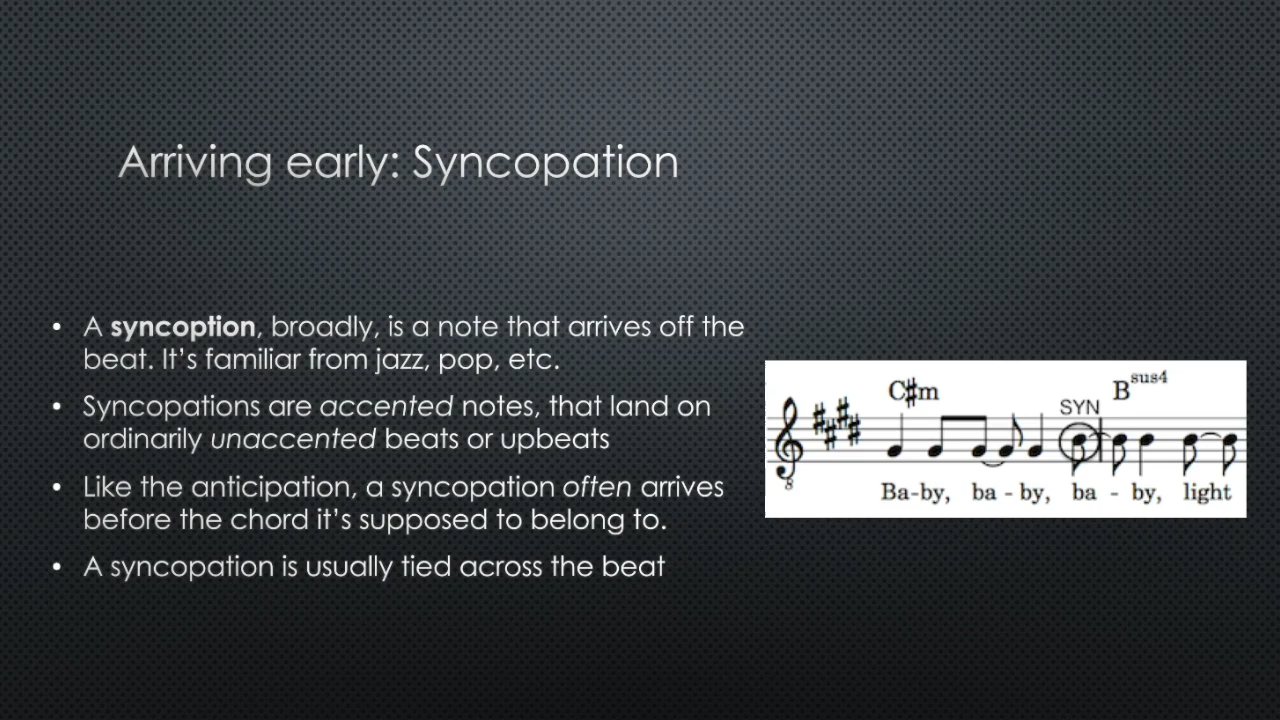 Arriving early: Syncopation
• A syncoption, broadly, is a note that arrives off the
beat. It’s familiar from jazz, pop, etc.
• Syncopations are accented notes, that land on
ordinarily unaccented beats or upbeats
• Like the anticipation, a syncopation often arrives
before the chord it’s supposed to belong to.
• A syncopation is usually tied across the beat
C♯m SYN Bsus4
8
Ba-by, ba - by, ba - by, light